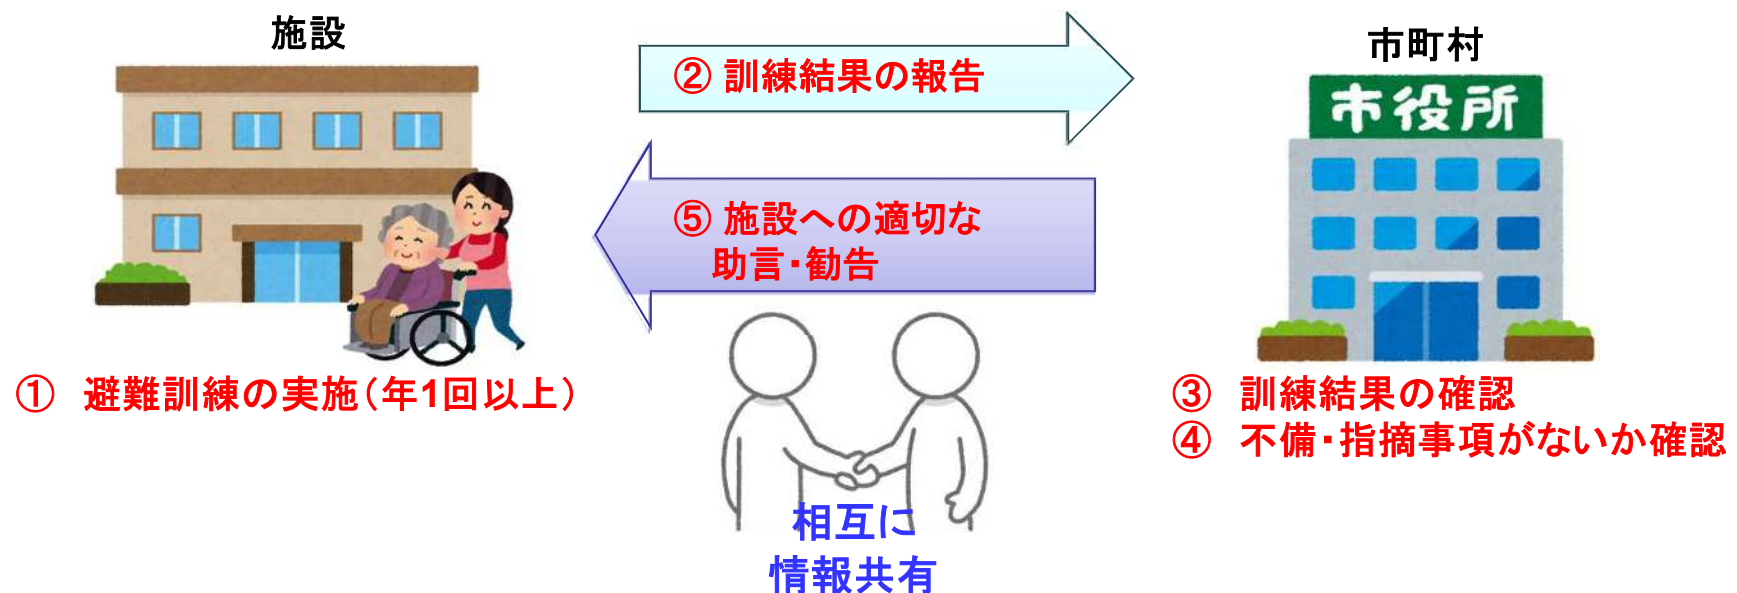 施設
② 訓練結果の報告
市町村
市役所
⑤ 施設への適切な
助言・勧告
① 避難訓練の実施(年1回以上)
③ 訓練結果の確認
④ 不備・指摘事項がないか確認
相互に
情報共有